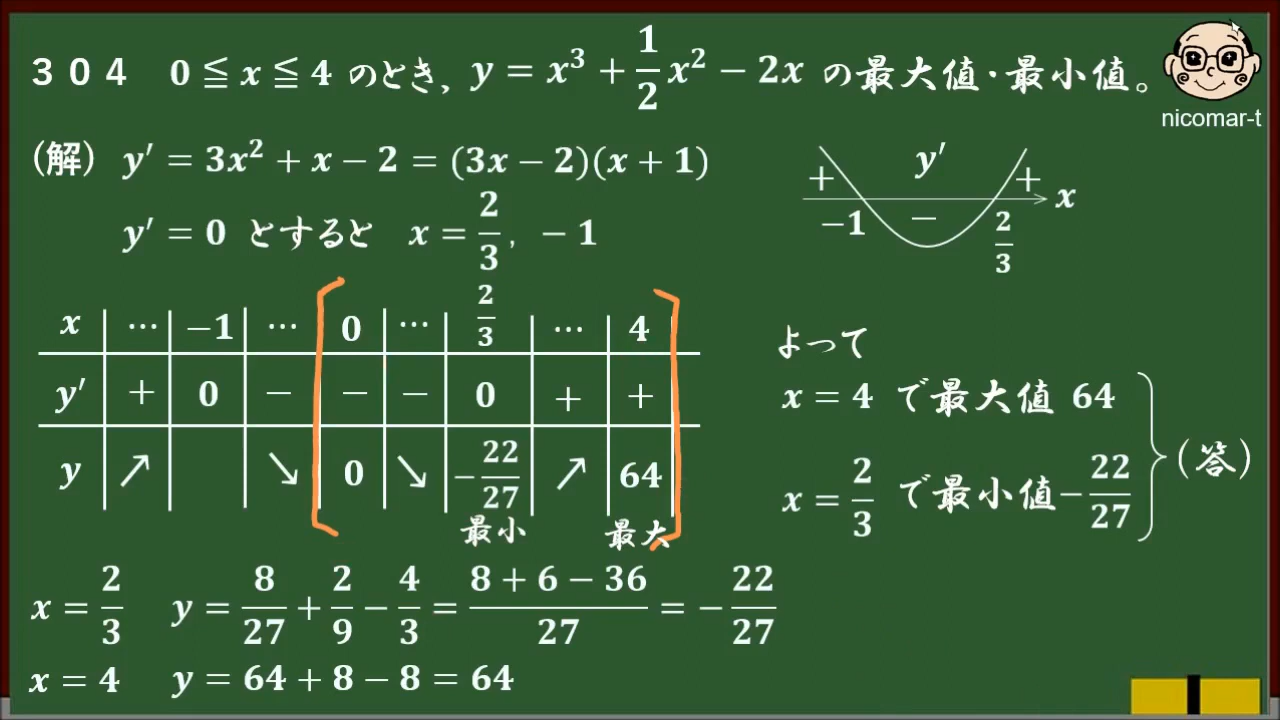 304 0 ≦ x ≦ 4 のとき, y = x³ + 1/2 x² − 2x の最大値・最小値。
nicomar-t
(解) y′ = 3x² + x − 2 = (3x − 2)(x + 1)
y′ = 0 とすると x = 2/3, −1
+ y′ + x
−1 − 2/3
x | … | −1 | … | 0 | … | 2/3 | … | 4
y′ | + | 0 | − | − | − | 0 | + | +
y | ↗ | | ↘ | 0 | ↘ | −22/27 | ↗ | 64
最小 最大
よって
x = 4 で最大値 64
x = 2/3 で最小値 −22/27
(答)
x = 2/3 y = 8/27 + 2/9 − 4/3 = (8 + 6 − 36)/27 = −22/27
x = 4 y = 64 + 8 − 8 = 64